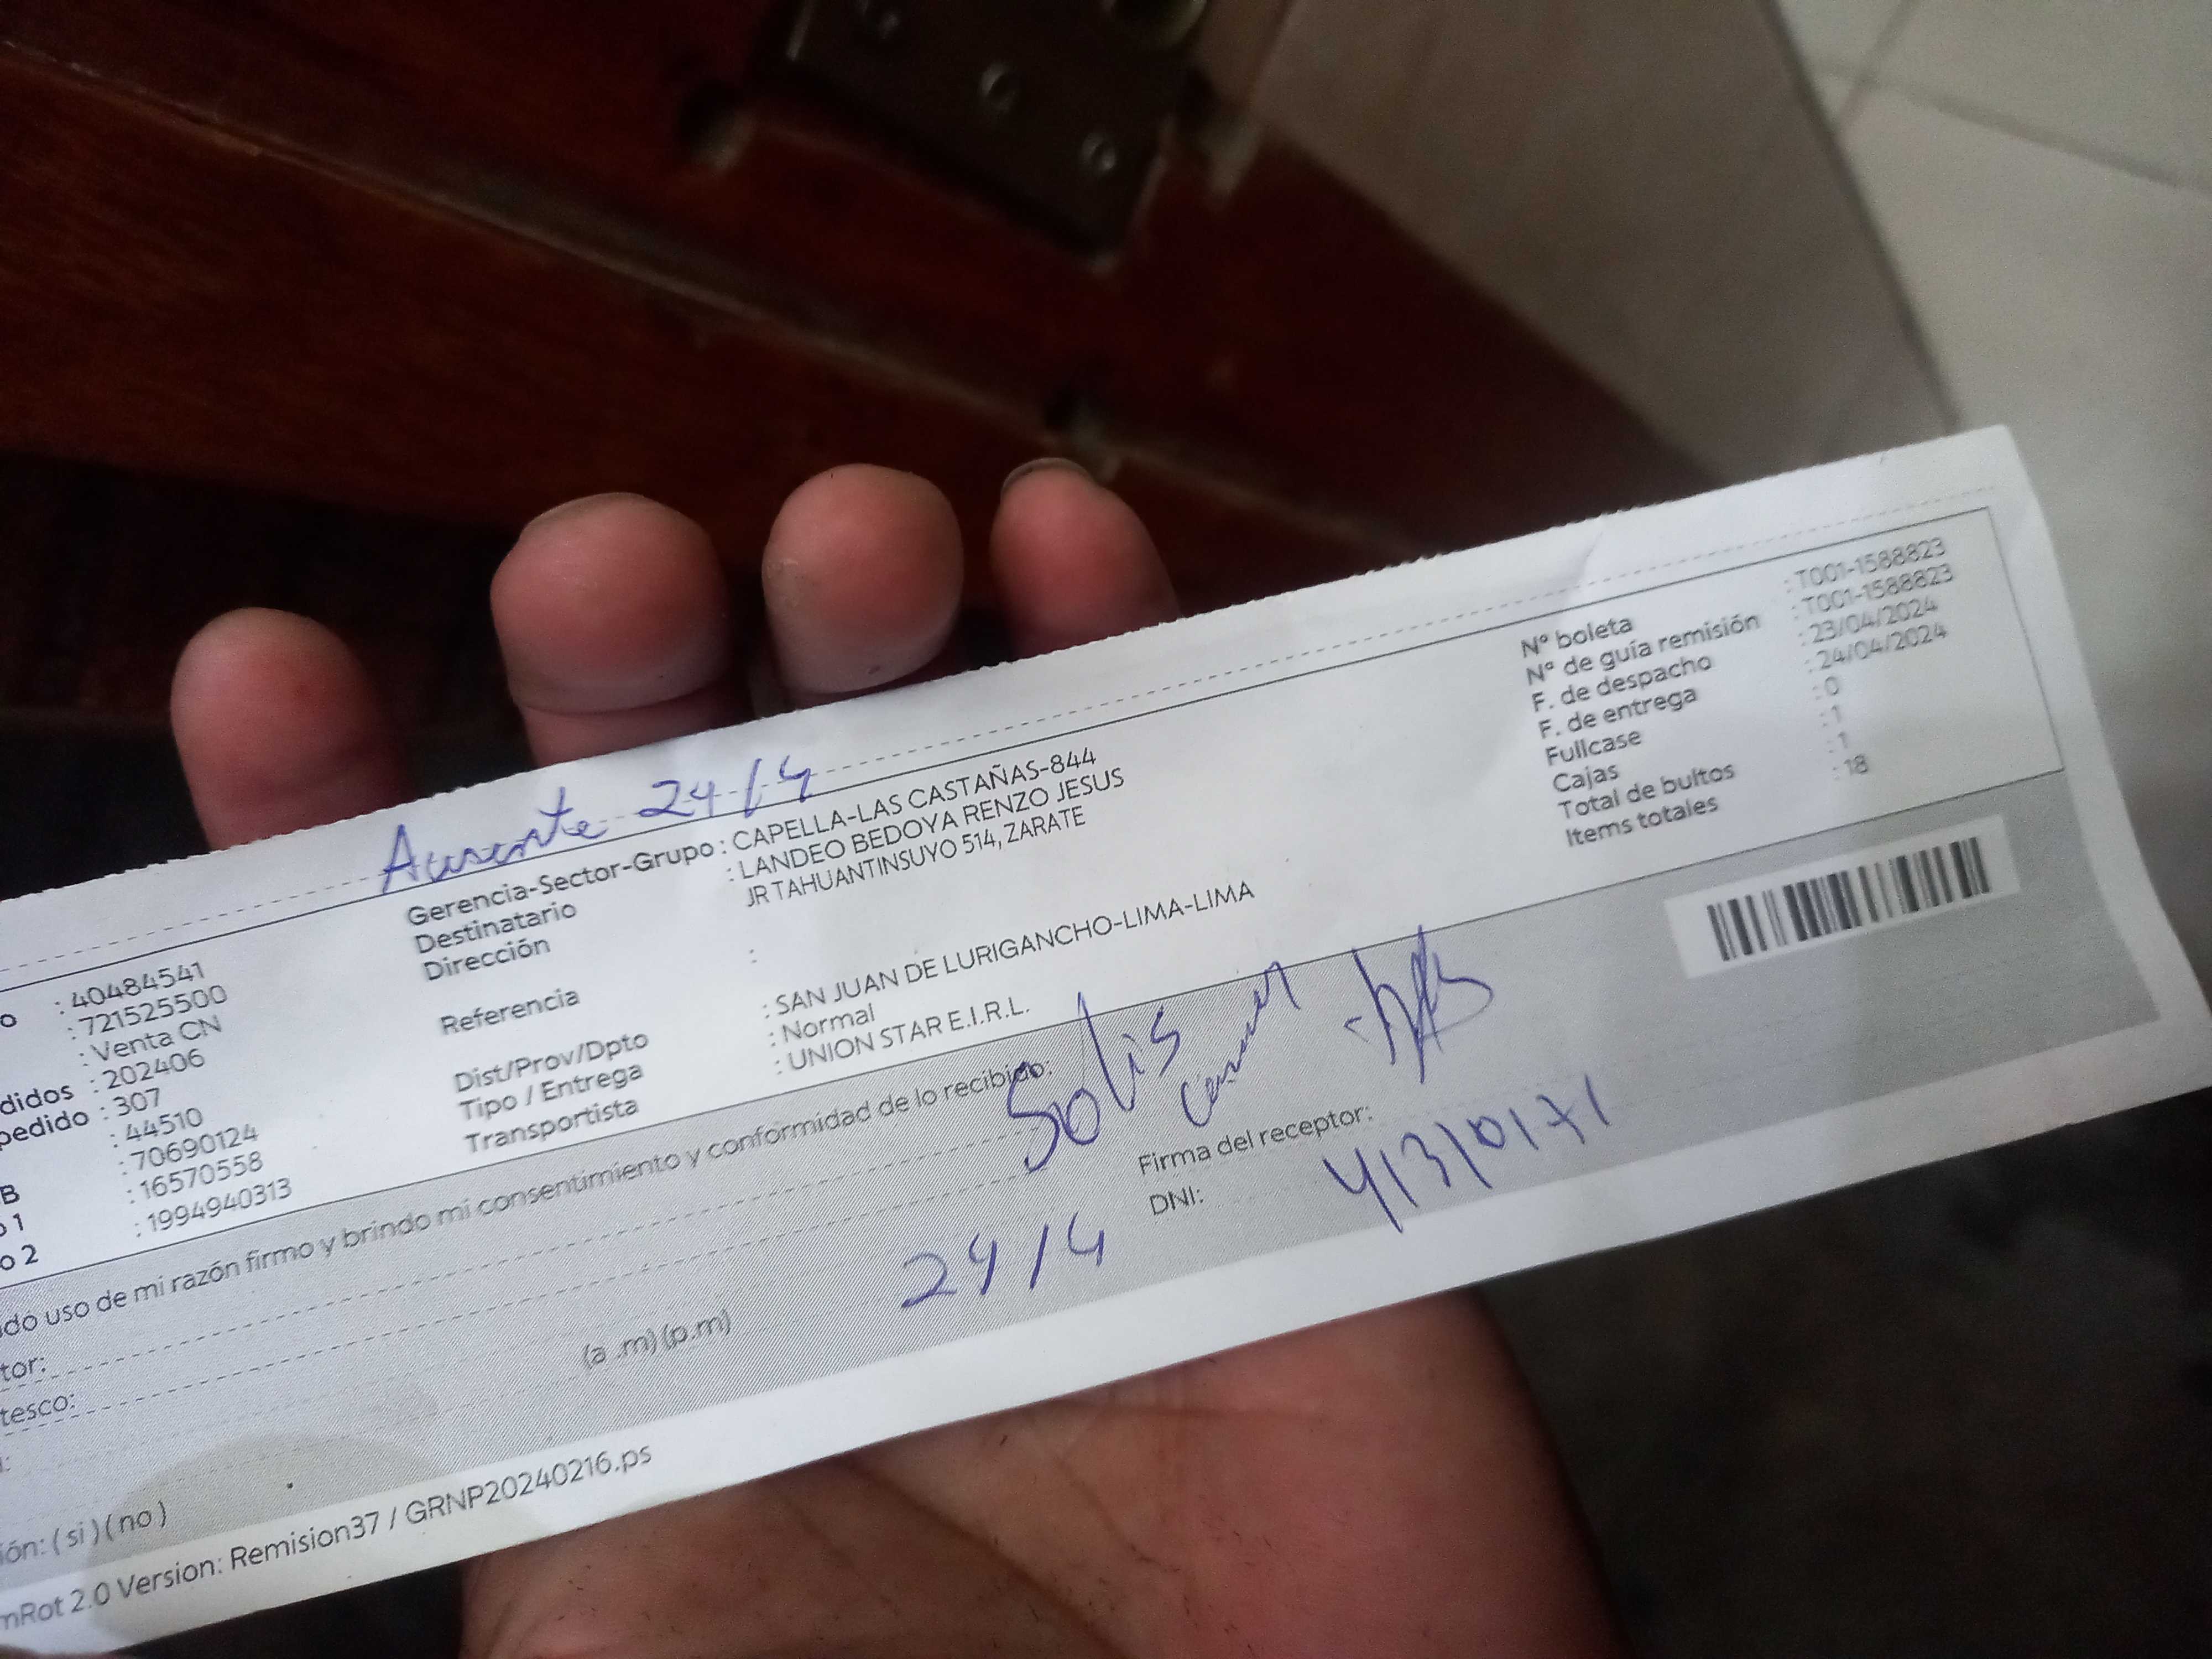 Ausente 24/4
Gerencia-Sector-Grupo : CAPELLA-LAS CASTAÑAS-844
Destinatario : LANDEO BEDOYA RENZO JESUS
Dirección JR TAHUANTINSUYO 514, ZARATE
Referencia :
Dist/Prov/Dpto : SAN JUAN DE LURIGANCHO-LIMA-LIMA
Tipo / Entrega : Normal
Transportista : UNION STAR E.I.R.L.
Nº boleta : T001-1588823
Nº de guía remisión : T001-1588823
F. de despacho : 23/04/2024
F. de entrega : 24/04/2024
Fullcase : 0
Cajas : 1
Total de bultos : 1
Items totales : 18
o : 40484541
: 721525500
: Venta CN
didos : 202406
pedido : 307
: 44510
B : 70690124
o 1 : 16570558
o 2 : 1994940313
do uso de mi razón firmo y brindo mi consentimiento y conformidad de lo recibido:
tor:
tesco:
(a .m) (p.m)
Solis
24/4
Firma del receptor:
DNI:
ión: ( si ) ( no )
mRot 2.0 Version: Remision37 / GRNP20240216.ps